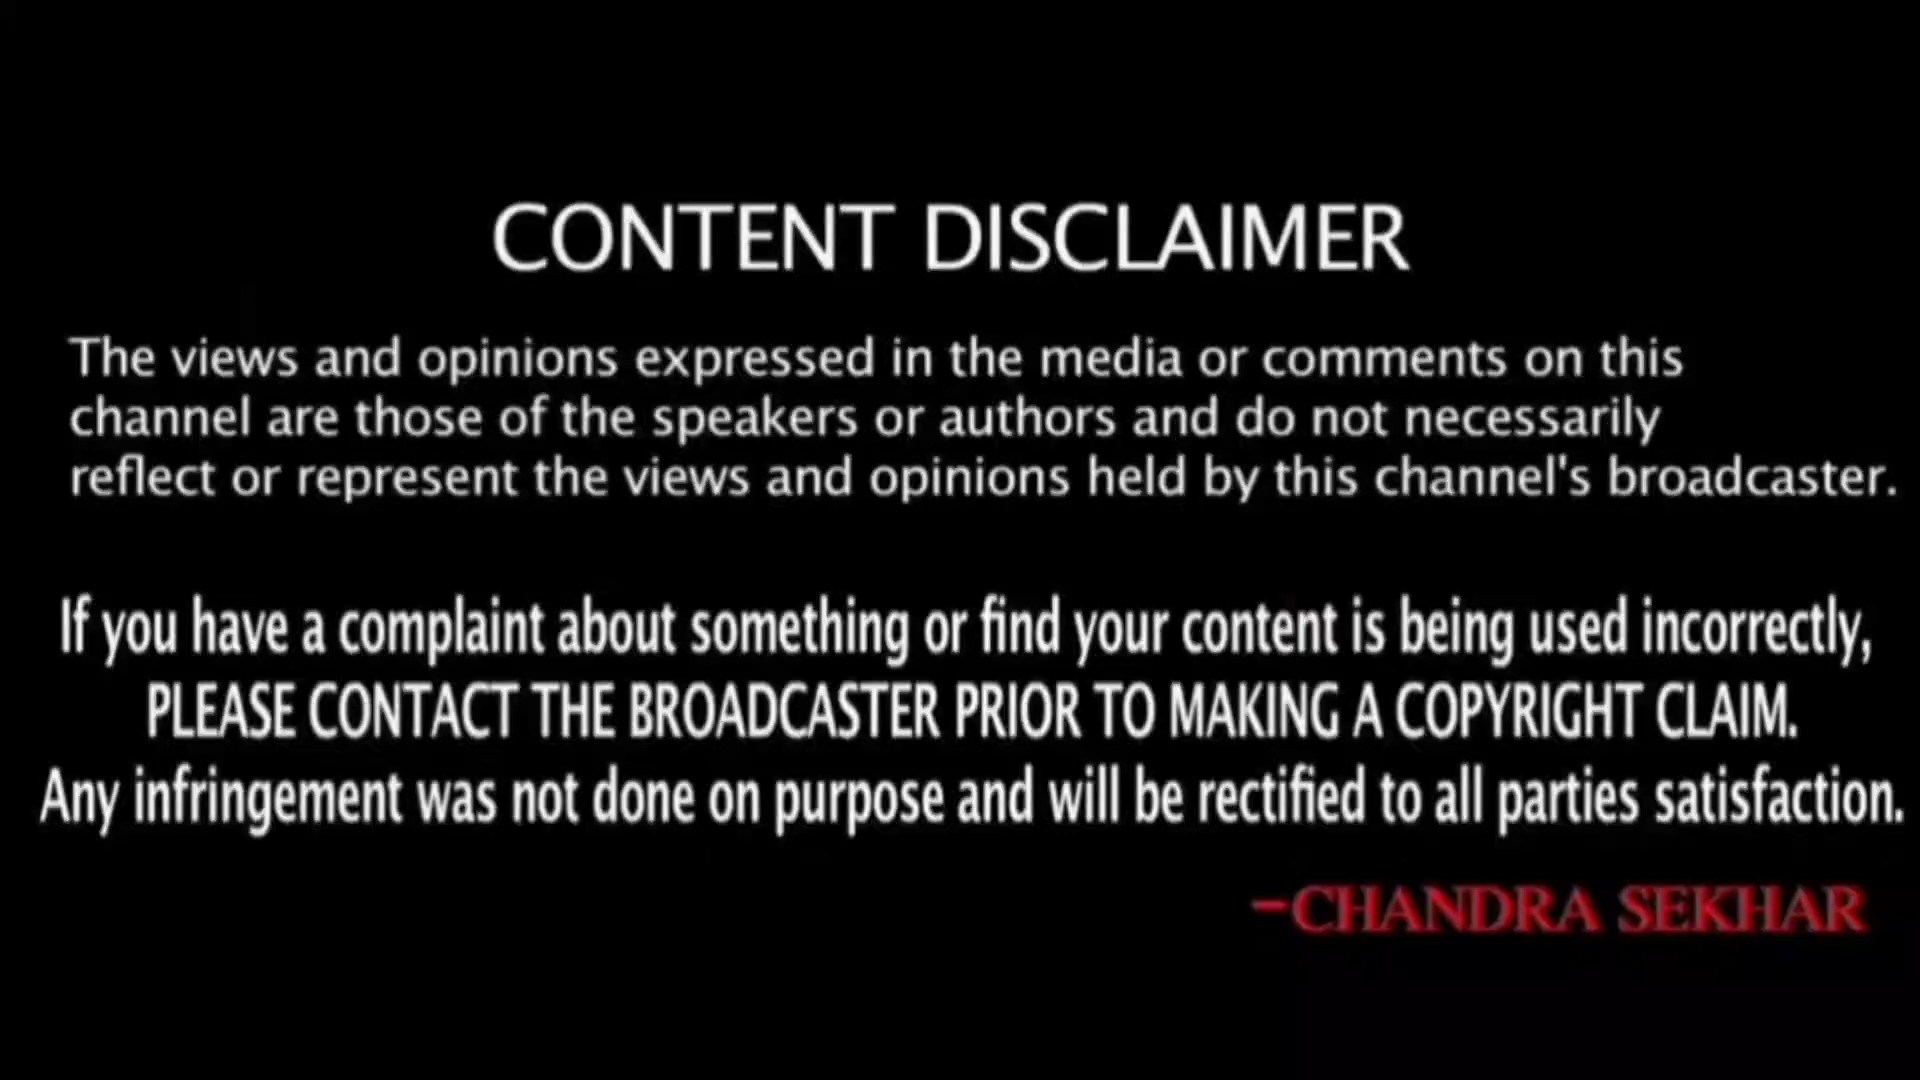 CONTENT DISCLAIMER
The views and opinions expressed in the media or comments on this
channel are those of the speakers or authors and do not necessarily
reflect or represent the views and opinions held by this channel's broadcaster.
If you have a complaint about something or find your content is being used incorrectly,
PLEASE CONTACT THE BROADCASTER PRIOR TO MAKING A COPYRIGHT CLAIM.
Any infringement was not done on purpose and will be rectified to all parties satisfaction.
-CHANDRA SEKHAR